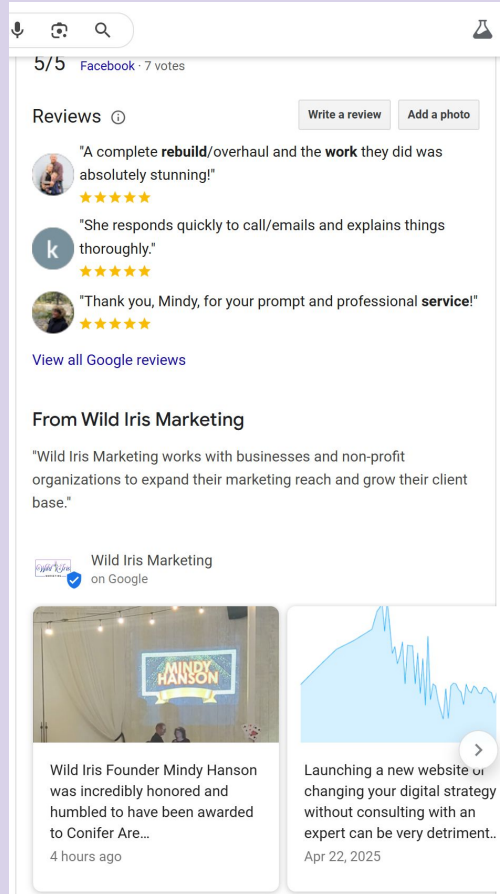 5/5 Facebook · 7 votes
Reviews
Write a review
Add a photo
"A complete rebuild/overhaul and the work they did was
absolutely stunning!"
k
"She responds quickly to call/emails and explains things
thoroughly."
"Thank you, Mindy, for your prompt and professional service!"
View all Google reviews
From Wild Iris Marketing
"Wild Iris Marketing works with businesses and non-profit
organizations to expand their marketing reach and grow their client
base."
Wild Iris
Wild Iris Marketing
on Google
MINDY
HANSON
Wild Iris Founder Mindy Hanson
was incredibly honored and
humbled to have been awarded
to Conifer Are...
4 hours ago
Launching a new website or
changing your digital strategy
without consulting with an
expert can be very detriment..
Apr 22, 2025